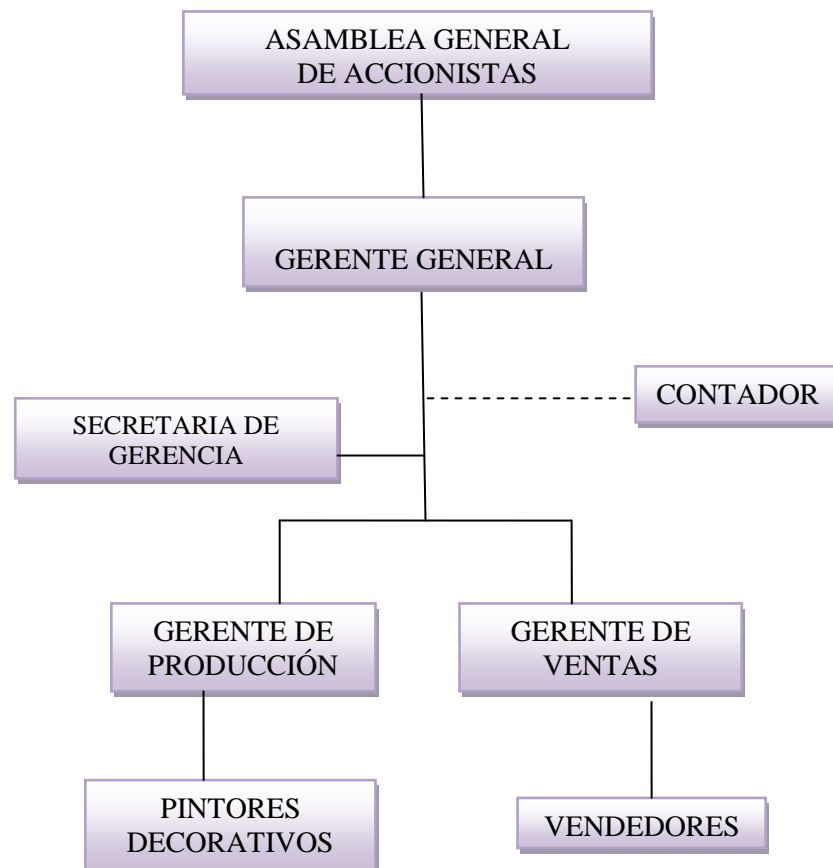 ASAMBLEA GENERAL
DE ACCIONISTAS
GERENTE GENERAL
CONTADOR
SECRETARIA DE
GERENCIA
GERENTE DE
PRODUCCIÓN
GERENTE DE
VENTAS
PINTORES
DECORATIVOS
VENDEDORES